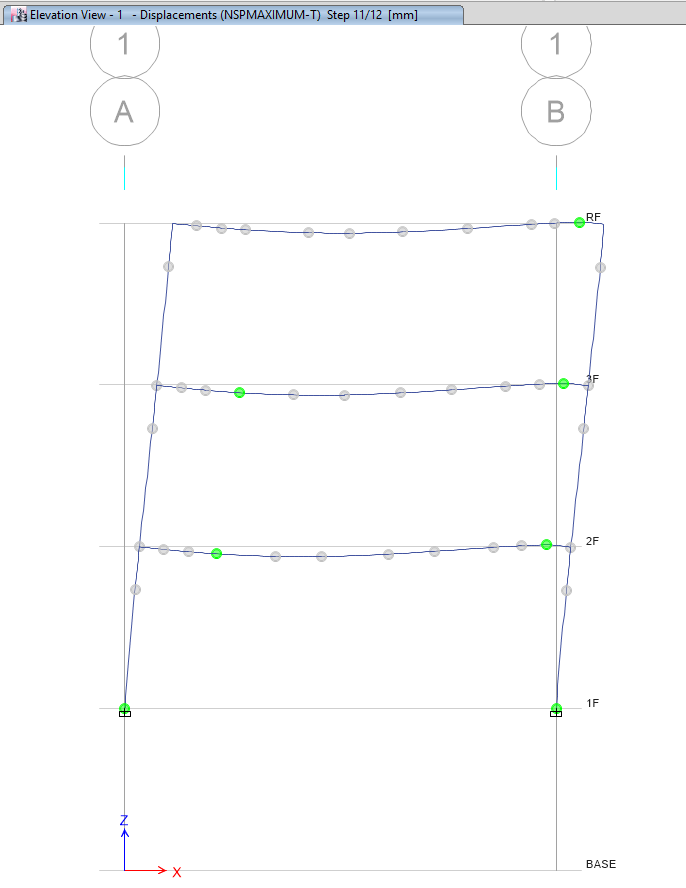 Elevation View - 1 - Displacements (NSPMAXIMUM-T) Step 11/12 [mm]
1 1
A B
RF
3F
2F
1F
Z
X
BASE